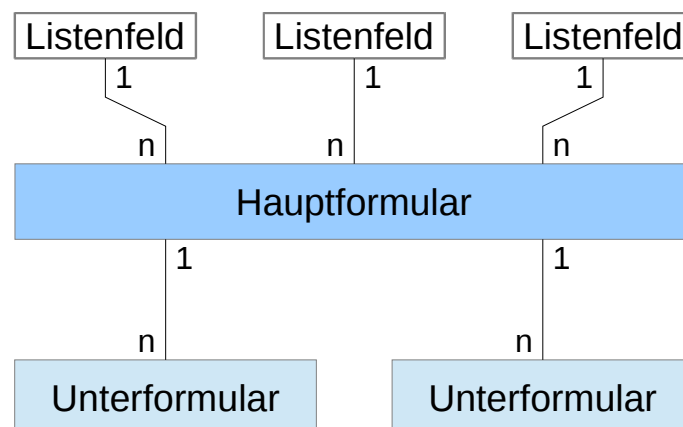 Listenfeld Listenfeld Listenfeld
1 1 1
n n n
Hauptformular
1 1
n n
Unterformular Unterformular